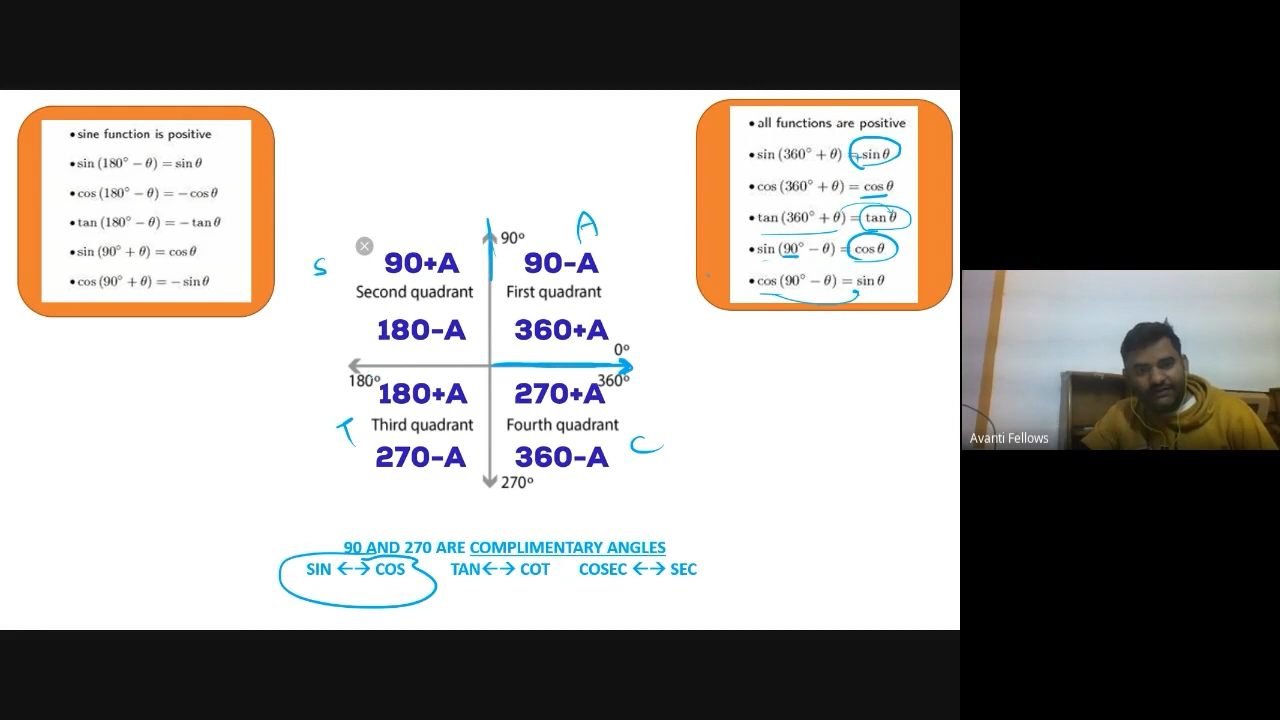 • sine function is positive
• sin (180° − θ) = sin θ
• cos (180° − θ) = − cos θ
• tan (180° − θ) = − tan θ
• sin (90° + θ) = cos θ
• cos (90° + θ) = − sin θ
• all functions are positive
• sin (360° + θ) = sin θ
• cos (360° + θ) = cos θ
• tan (360° + θ) = tan θ
• sin (90° − θ) = cos θ
• cos (90° − θ) = sin θ
90°
A
S
90+A
90-A
Second quadrant
First quadrant
180-A
360+A
0°
180°
360°
180+A
270+A
T
Third quadrant
Fourth quadrant
C
270-A
360-A
270°
90 AND 270 ARE COMPLIMENTARY ANGLES
SIN ←→ COS TAN←→ COT COSEC ←→ SEC
Avanti Fellows